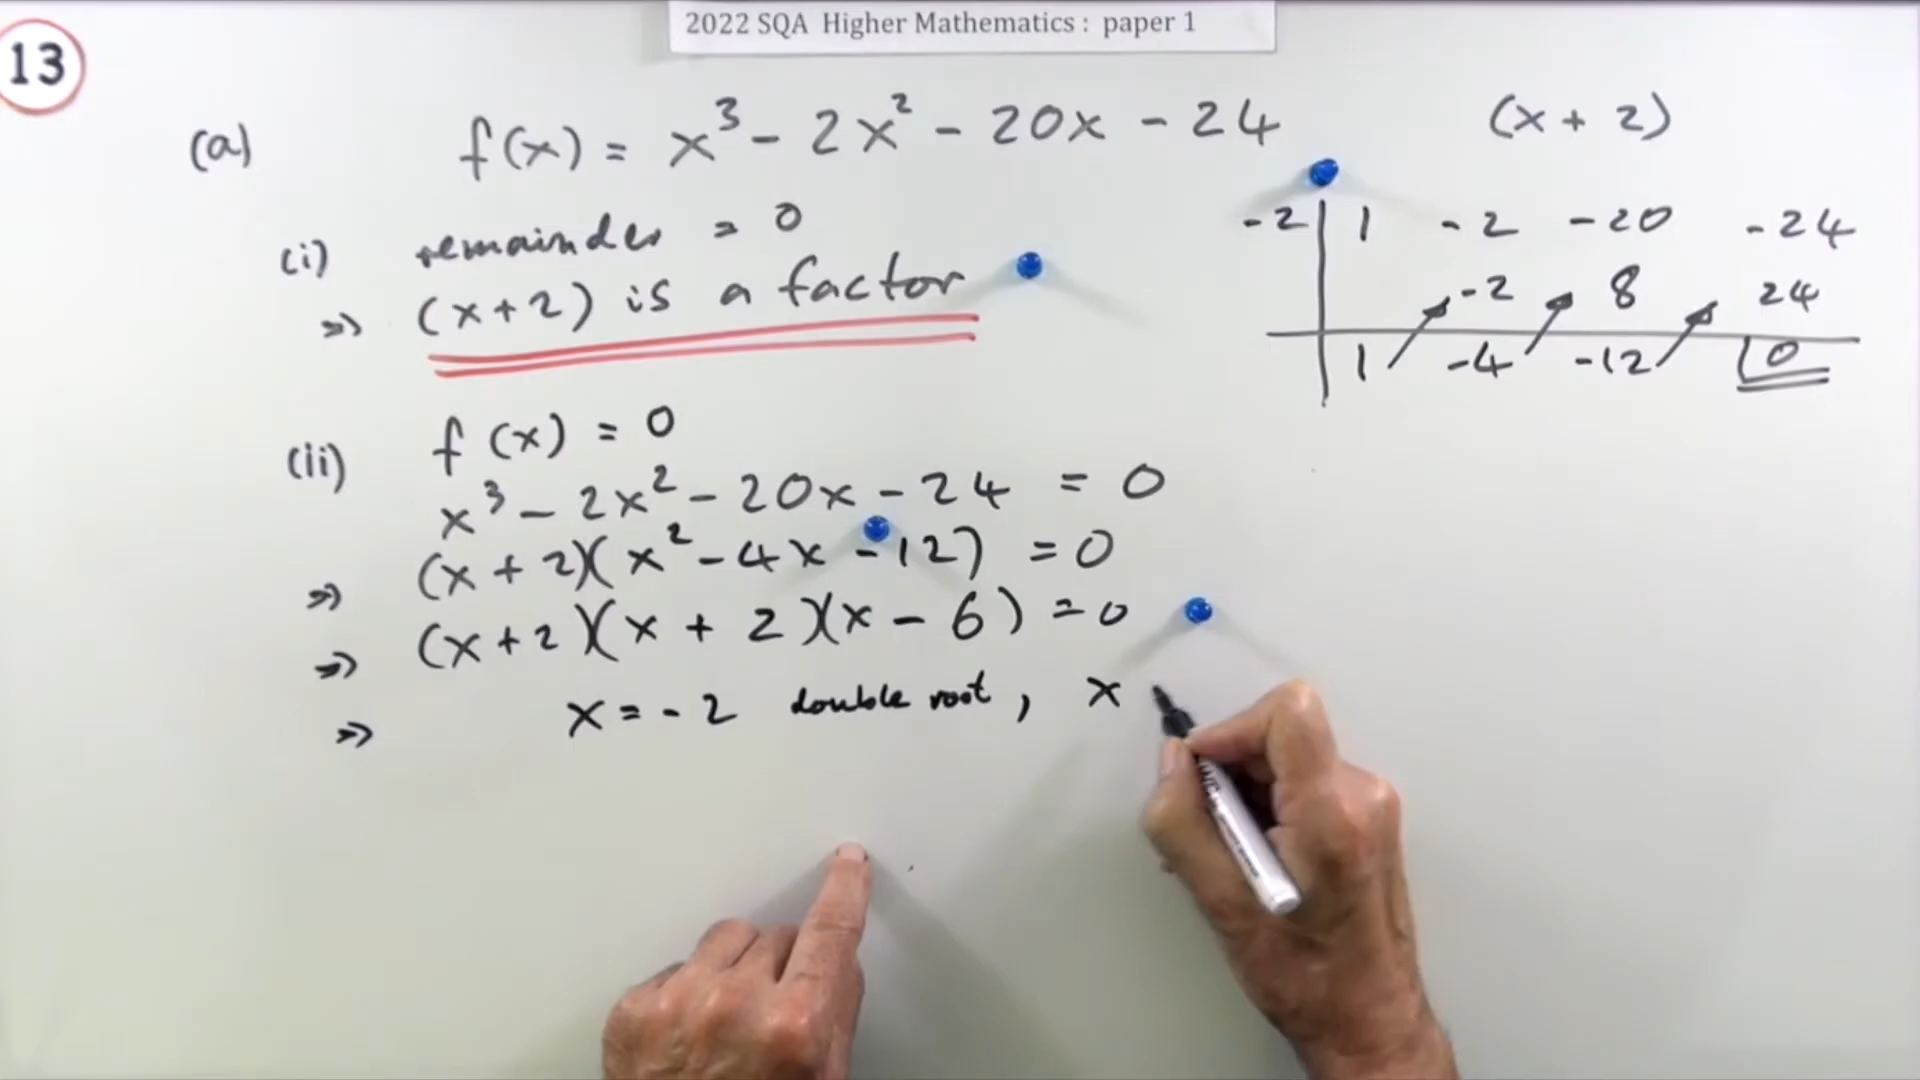 2022 SQA Higher Mathematics : paper 1
13
(a) f(x) = x³ - 2x² - 20x - 24
(i) remainder = 0
=> (x+2) is a factor
(x + 2)
-2 | 1 -2 -20 -24
-2 8 24
1 -4 -12 0
(ii) f(x) = 0
x³ - 2x² - 20x - 24 = 0
=> (x + 2)(x² - 4x - 12) = 0
=> (x+2)(x + 2)(x - 6) = 0
=> x = -2 double root, x